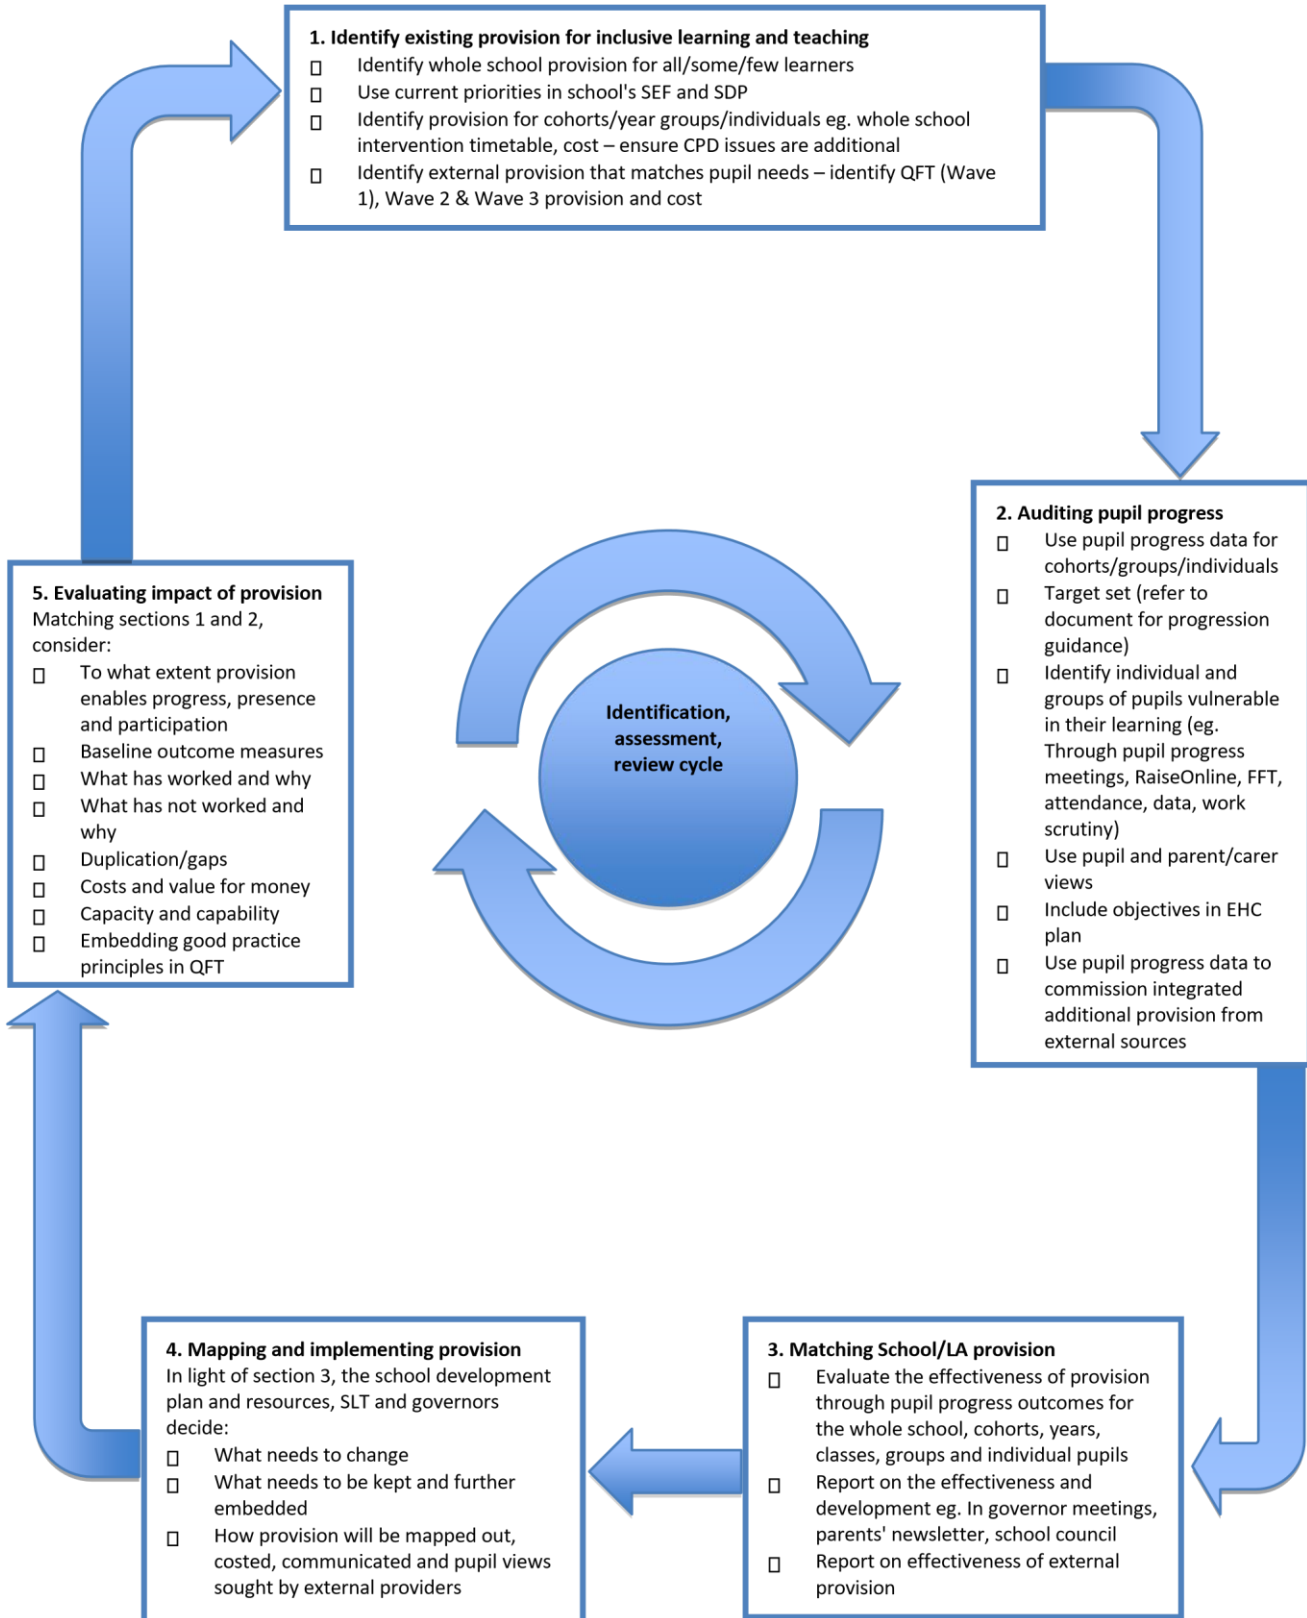 1. Identify existing provision for inclusive learning and teaching
Identify whole school provision for all/some/few learners
Use current priorities in school's SEF and SDP
Identify provision for cohorts/year groups/individuals eg. whole school
intervention timetable, cost – ensure CPD issues are additional
Identify external provision that matches pupil needs – identify QFT (Wave
1), Wave 2 & Wave 3 provision and cost
2. Auditing pupil progress
Use pupil progress data for
cohorts/groups/individuals
Target set (refer to
document for progression
guidance)
Identify individual and
groups of pupils vulnerable
in their learning (eg.
Through pupil progress
meetings, RaiseOnline, FFT,
attendance, data, work
scrutiny)
Use pupil and parent/carer
views
Include objectives in EHC
plan
Use pupil progress data to
commission integrated
additional provision from
external sources
3. Matching School/LA provision
Evaluate the effectiveness of provision
through pupil progress outcomes for
the whole school, cohorts, years,
classes, groups and individual pupils
Report on the effectiveness and
development eg. In governor meetings,
parents' newsletter, school council
Report on effectiveness of external
provision
4. Mapping and implementing provision
In light of section 3, the school development
plan and resources, SLT and governors
decide:
What needs to change
What needs to be kept and further
embedded
How provision will be mapped out,
costed, communicated and pupil views
sought by external providers
5. Evaluating impact of provision
Matching sections 1 and 2,
consider:
To what extent provision
enables progress, presence
and participation
Baseline outcome measures
What has worked and why
What has not worked and
why
Duplication/gaps
Costs and value for money
Capacity and capability
Embedding good practice
principles in QFT
Identification,
assessment,
review cycle